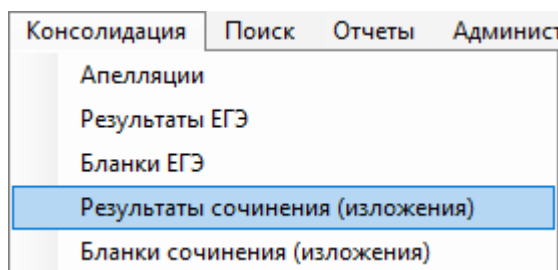 Консолидация Поиск Отчеты
Апелляции
Результаты ЕГЭ
Бланки ЕГЭ
Результаты сочинения (изложения)
Бланки сочинения (изложения)